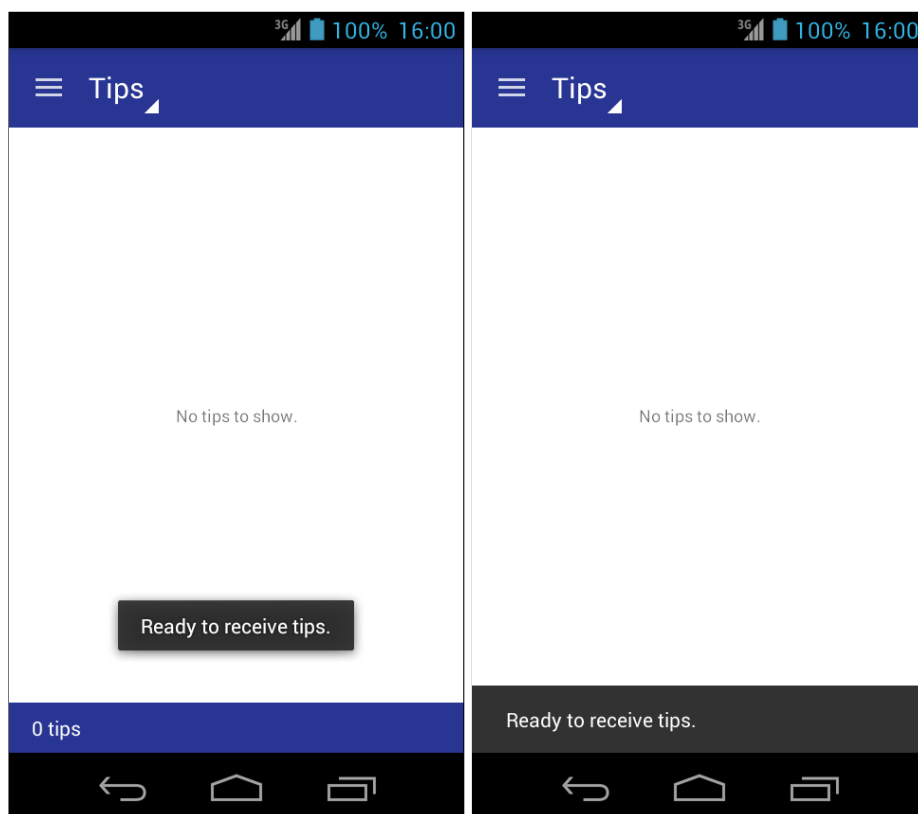 3G 100% 16:00
Tips
No tips to show.
Ready to receive tips.
0 tips
3G 100% 16:00
Tips
No tips to show.
Ready to receive tips.